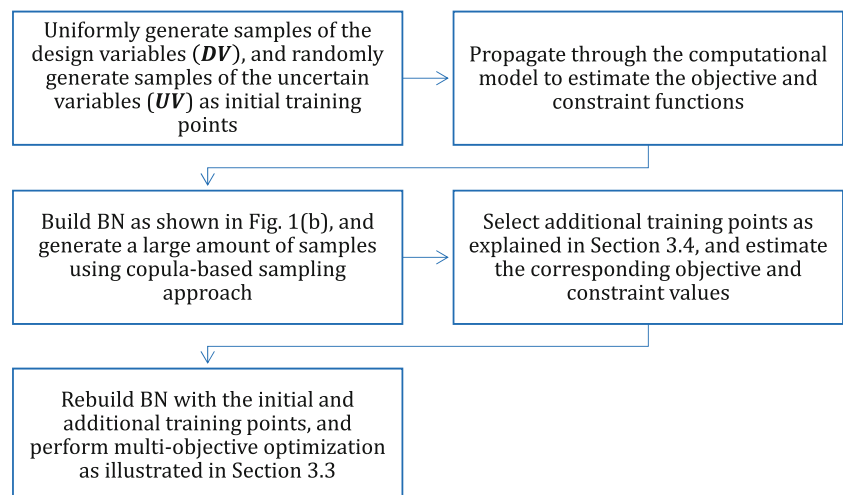 Uniformly generate samples of the
design variables (DV), and randomly
generate samples of the uncertain
variables (UV) as initial training
points
Propagate through the computational
model to estimate the objective and
constraint functions
Build BN as shown in Fig. 1(b), and
generate a large amount of samples
using copula-based sampling
approach
Select additional training points as
explained in Section 3.4, and estimate
the corresponding objective and
constraint values
Rebuild BN with the initial and
additional training points, and
perform multi-objective optimization
as illustrated in Section 3.3